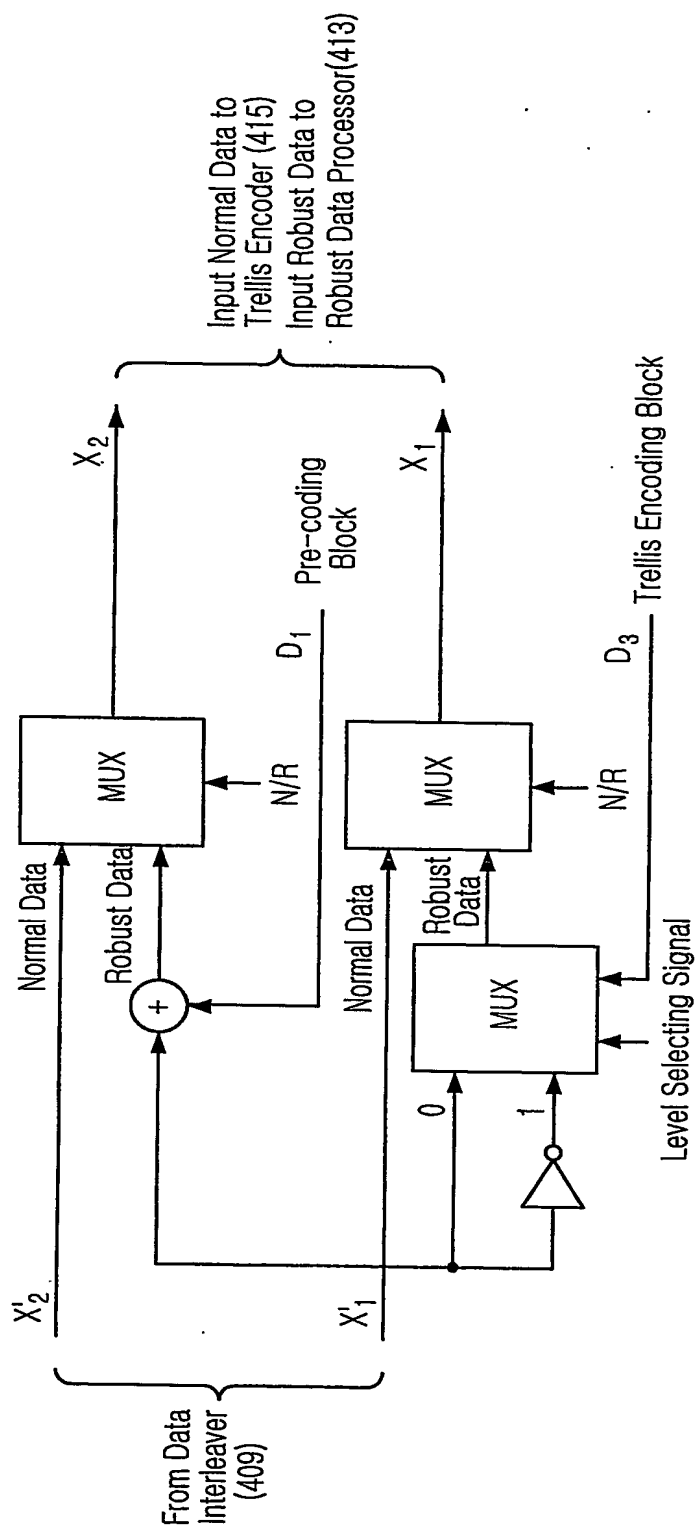 From Data
Interleaver
(409)
X'2
X'1
Normal Data
Robust Data
+
MUX
N/R
X2
D1
Pre-coding
Block
Normal Data
Robust
Data
0
1
MUX
Level Selecting Signal
MUX
N/R
X1
D3
Trellis Encoding Block
Input Normal Data to
Trellis Encoder (415)
Input Robust Data to
Robust Data Processor(413)